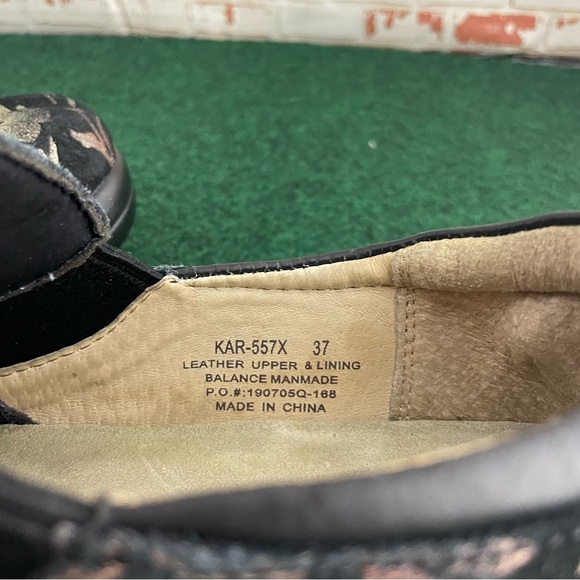 KAR-557X 37
LEATHER UPPER & LINING
BALANCE MANMADE
P.O.#:190705Q-168
MADE IN CHINA